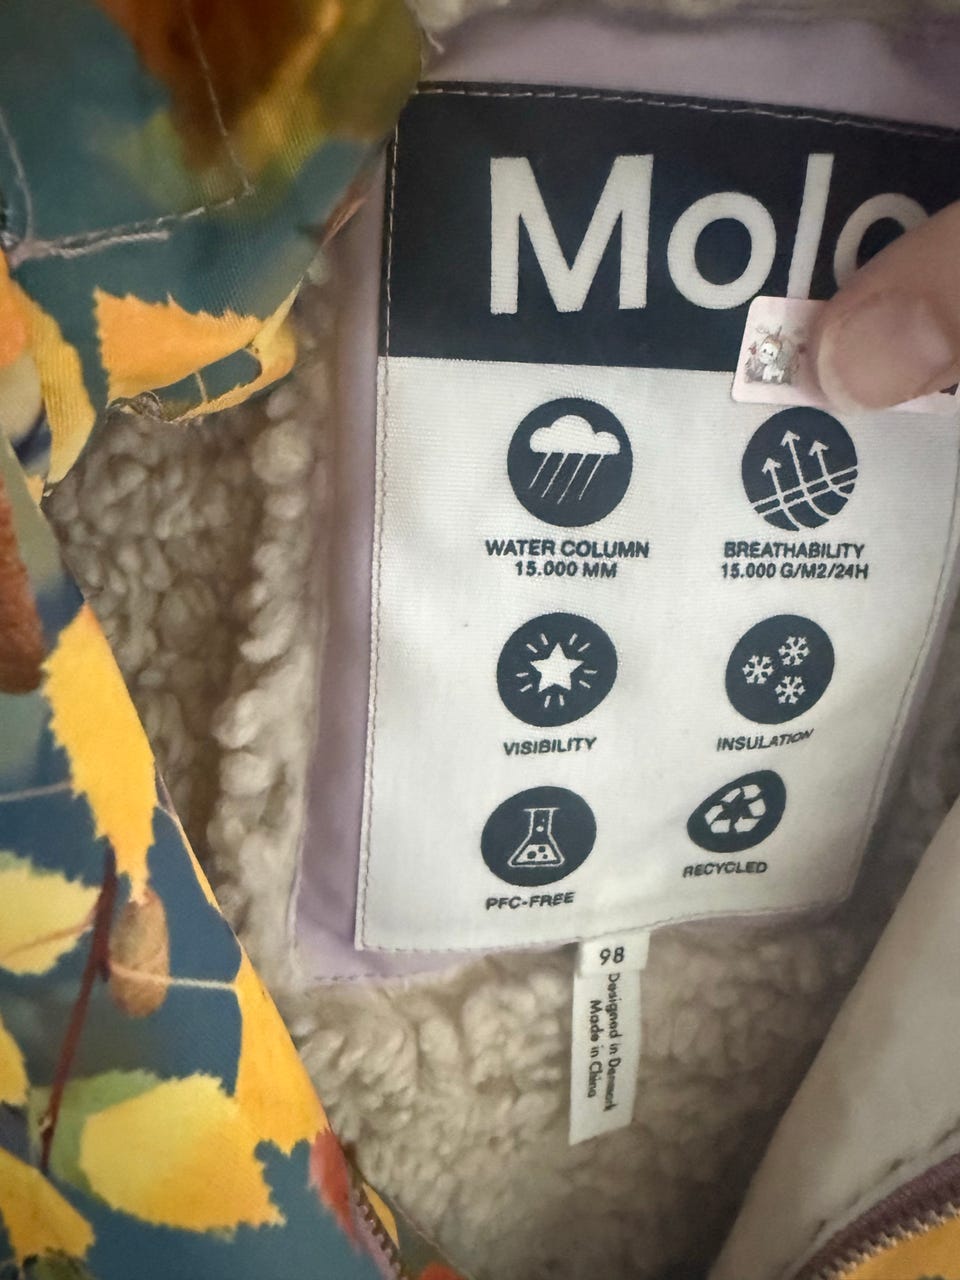 Molo
WATER COLUMN
15.000 MM
BREATHABILITY
15.000 G/M2/24H
VISIBILITY
INSULATION
PFC-FREE
RECYCLED
98
Designed in Denmark
Made in China